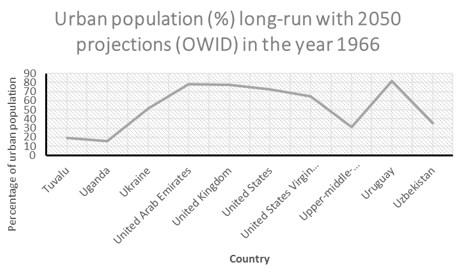 Urban population (%) long-run with 2050
projections (OWID) in the year 1966
Percentage of urban population
90
80
70
60
50
40
30
20
10
0
Tuvalu
Uganda
Ukraine
United Arab Emirates
United Kingdom
United States
United States Virgin...
Upper-middle-...
Uruguay
Uzbekistan
Country